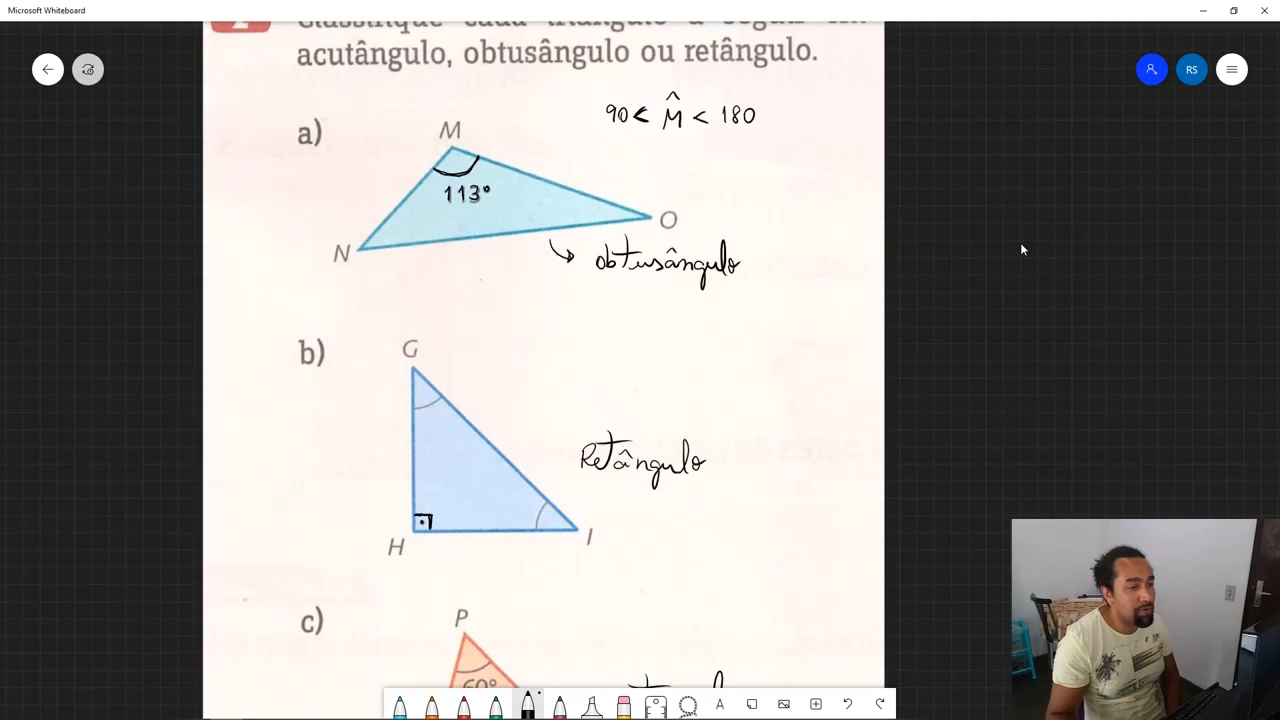 Microsoft Whiteboard
acutângulo, obtusângulo ou retângulo.
RS
90 < M̂ < 180
a)
M
113°
O
N
obtusângulo
b)
G
Retângulo
H
I
c)
P
60°
A